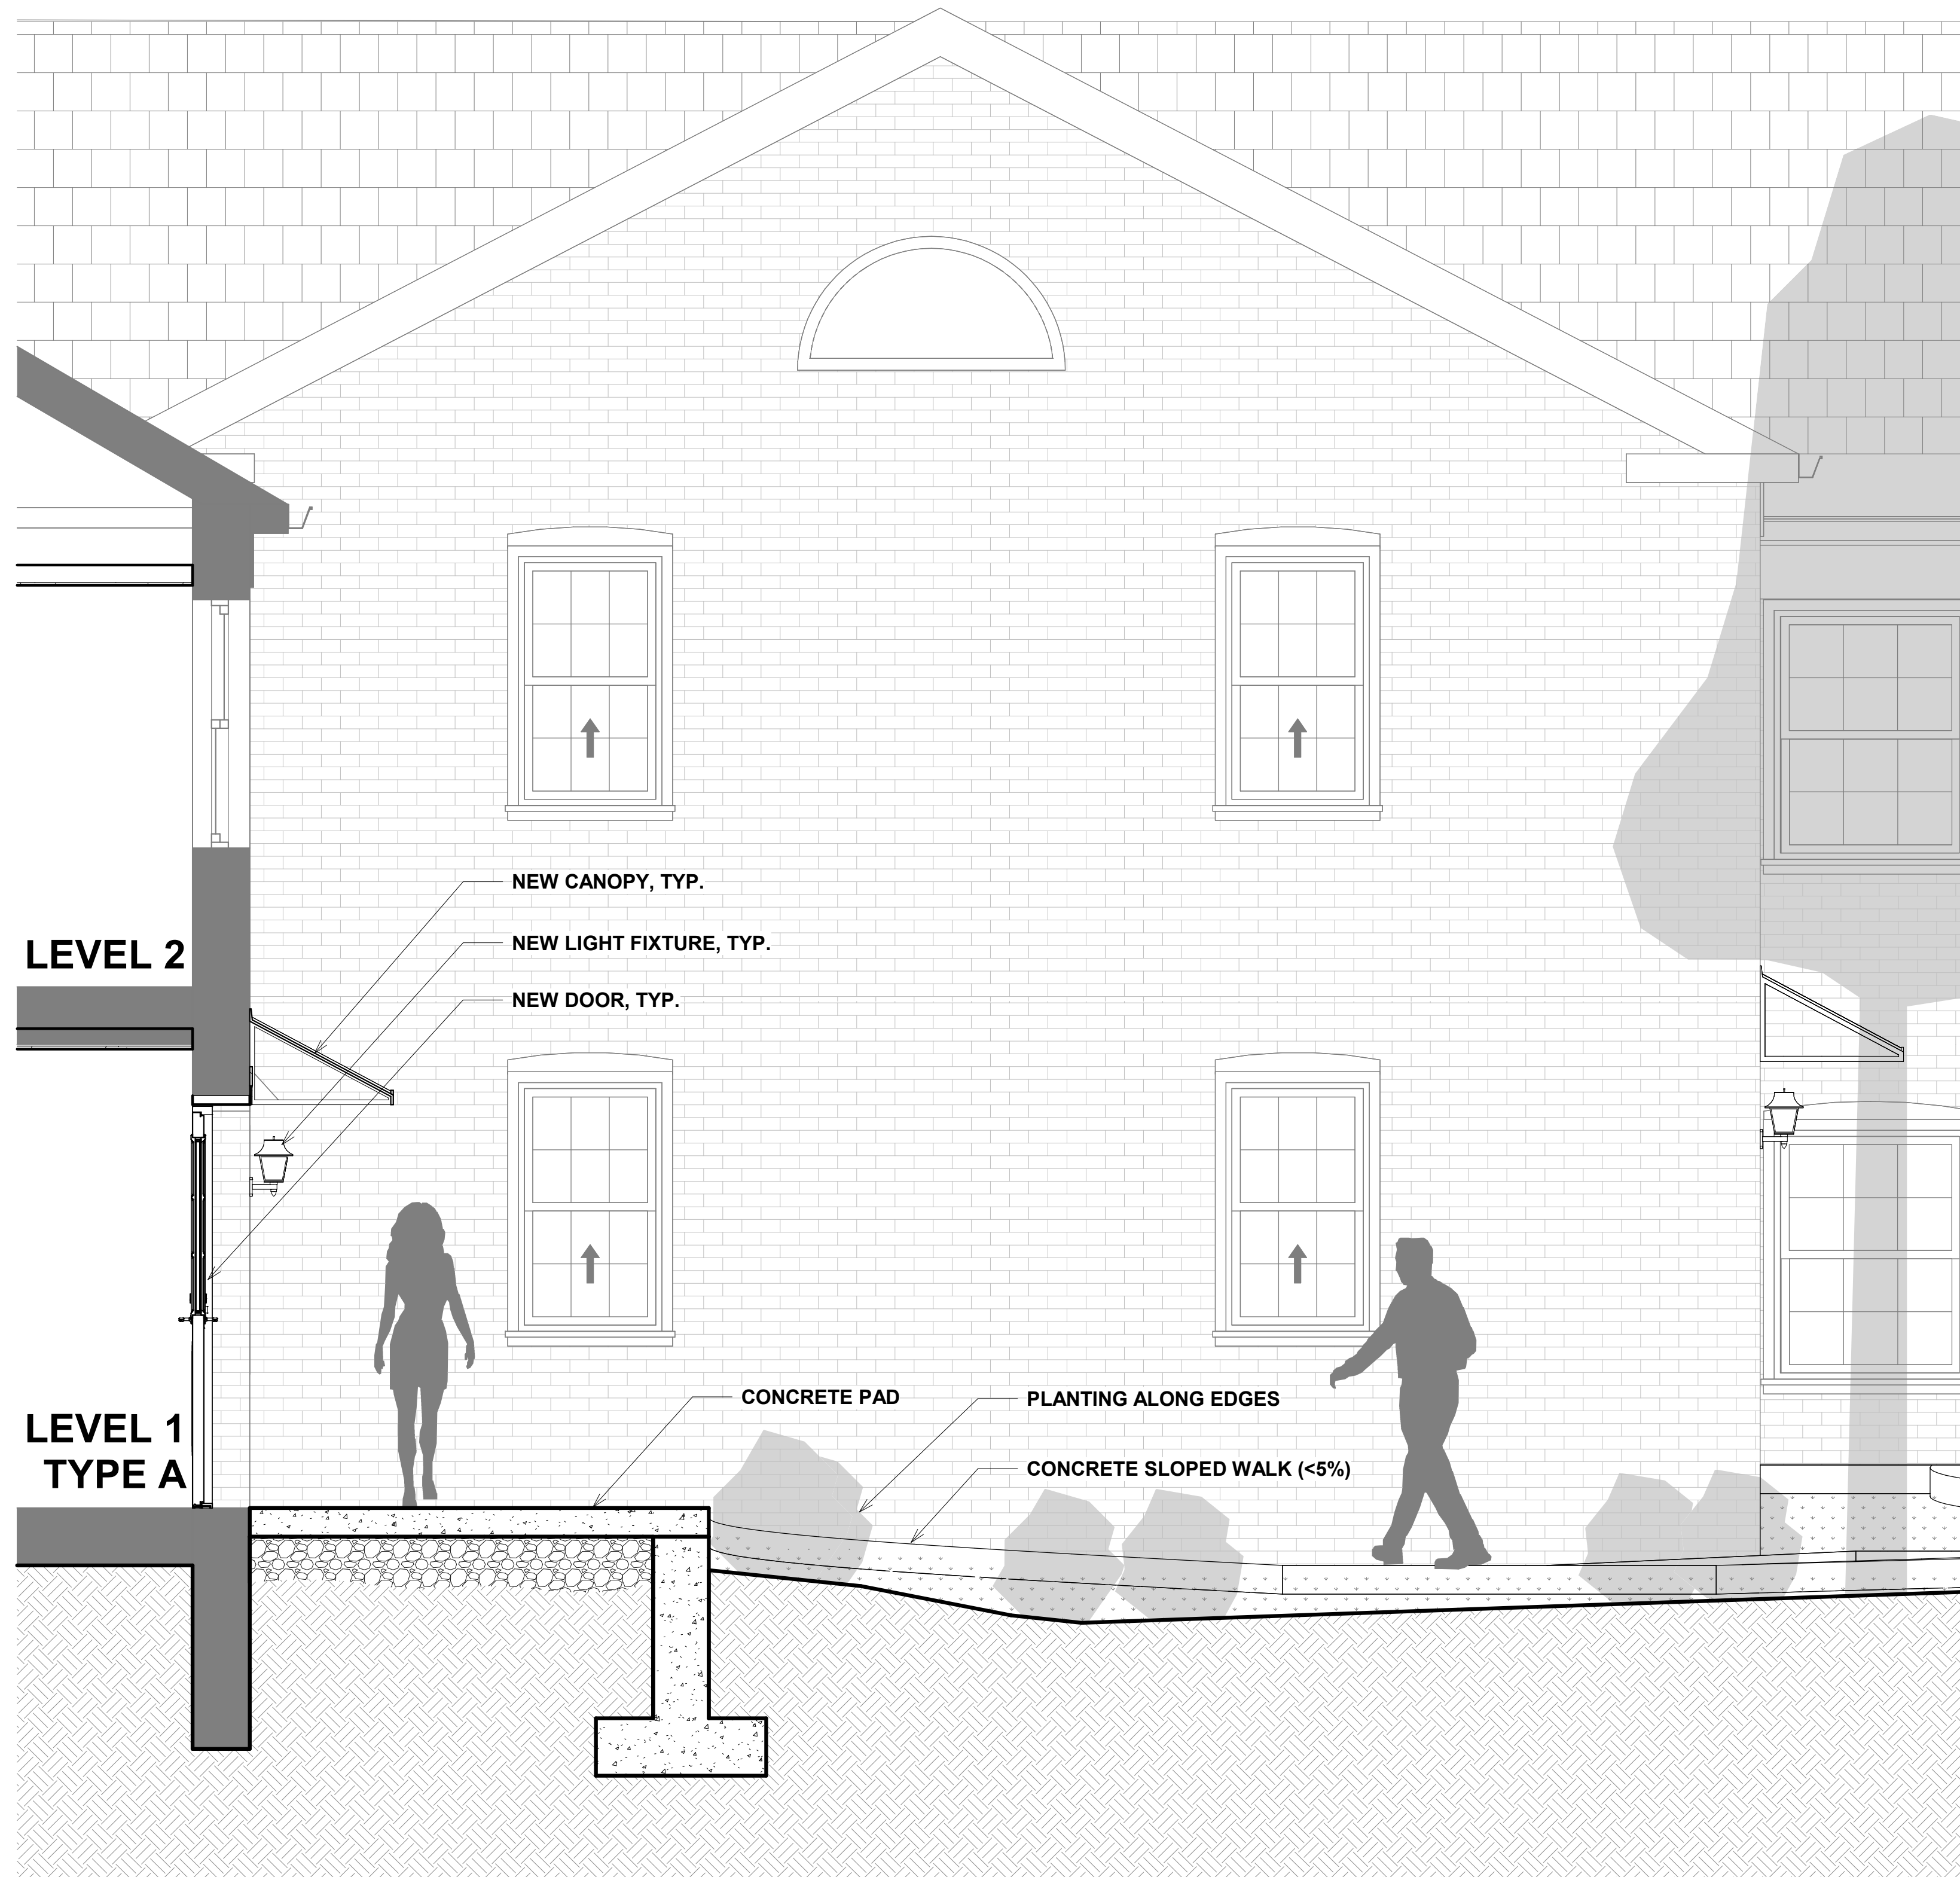 NEW CANOPY, TYP.
NEW LIGHT FIXTURE, TYP.
LEVEL 2
NEW DOOR, TYP.
CONCRETE PAD
PLANTING ALONG EDGES
LEVEL 1
TYPE A
CONCRETE SLOPED WALK (<5%)